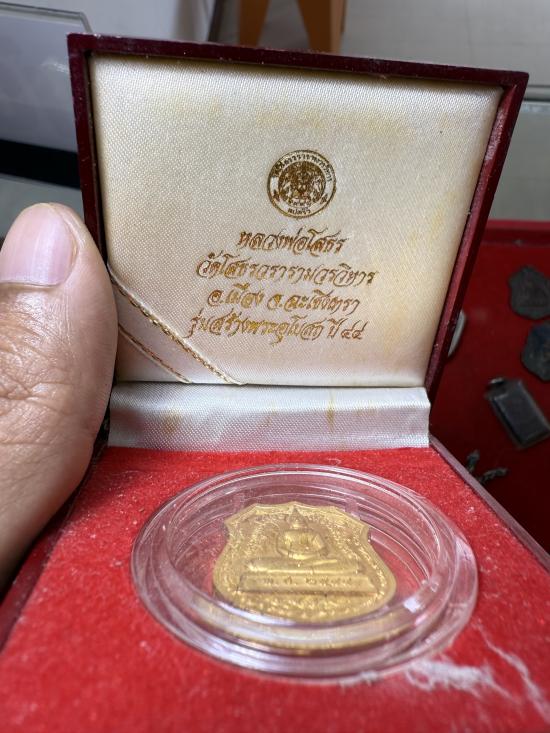 หลวงพ่อโสธร
วัดโสธรวรารามวรวิหาร
อ.เมือง จ.ฉะเชิงเทรา
รุ่นสร้างพระอุโบสถ ปี ๔๔